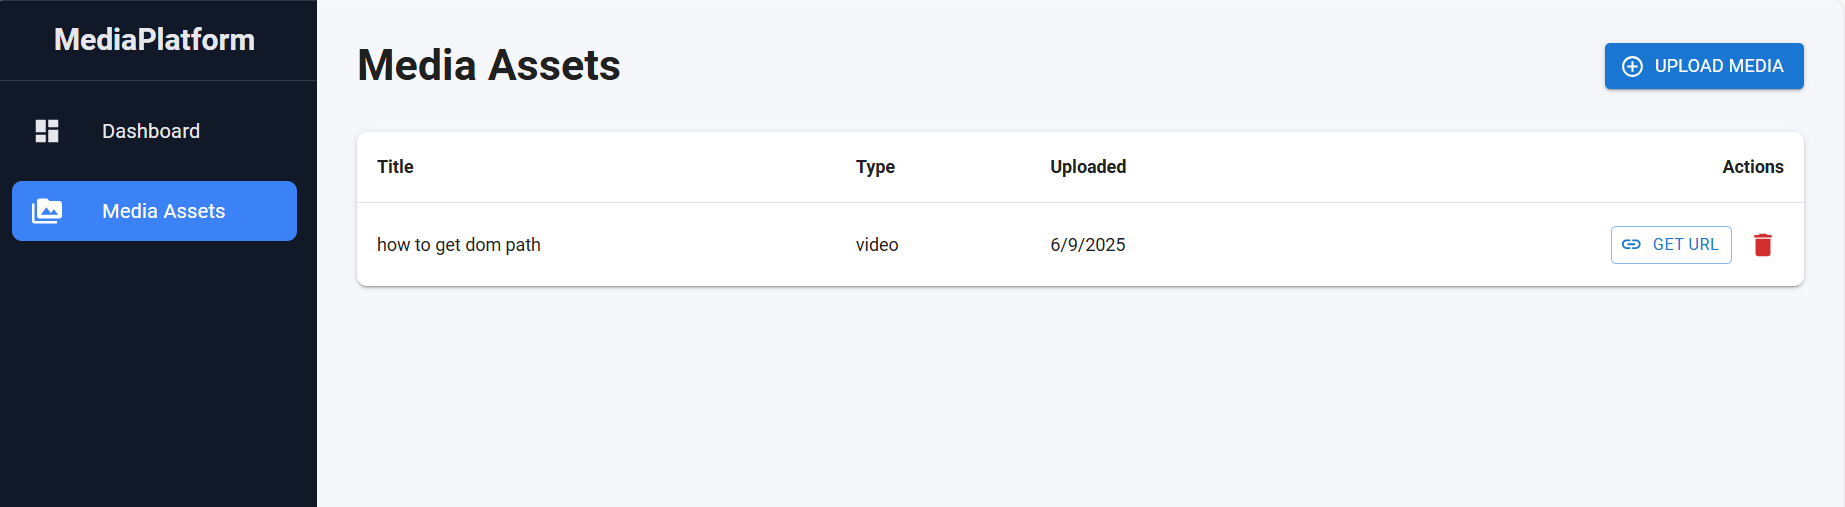 MediaPlatform
Dashboard
Media Assets
Media Assets
UPLOAD MEDIA
Title Type Uploaded Actions
how to get dom path video 6/9/2025 GET URL